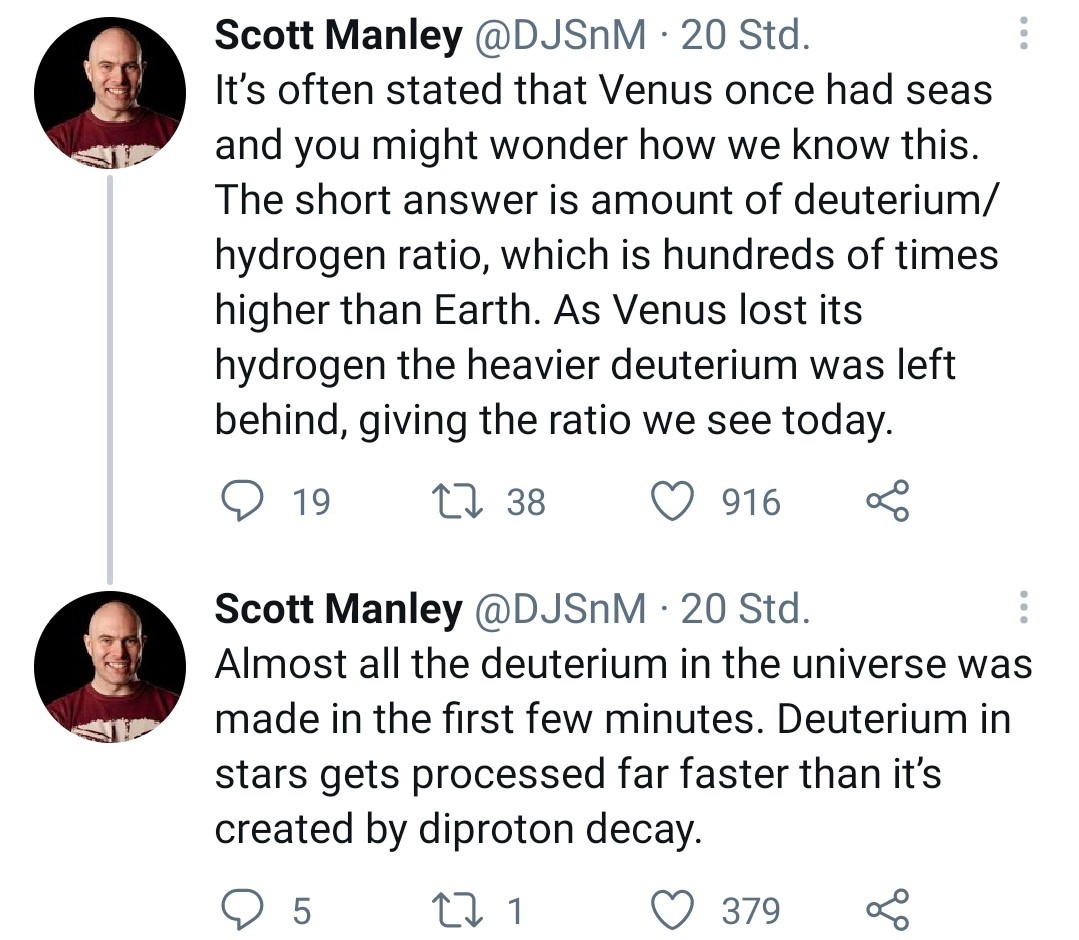 Scott Manley @DJSnM · 20 Std.
It’s often stated that Venus once had seas
and you might wonder how we know this.
The short answer is amount of deuterium/
hydrogen ratio, which is hundreds of times
higher than Earth. As Venus lost its
hydrogen the heavier deuterium was left
behind, giving the ratio we see today.
19 38 916
Scott Manley @DJSnM · 20 Std.
Almost all the deuterium in the universe was
made in the first few minutes. Deuterium in
stars gets processed far faster than it’s
created by diproton decay.
5 1 379